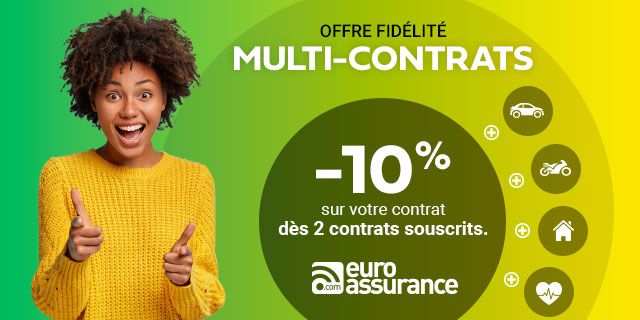 OFFRE FIDÉLITÉ
MULTI-CONTRATS
-10%
sur votre contrat
dès 2 contrats souscrits.
euro
.com assurance